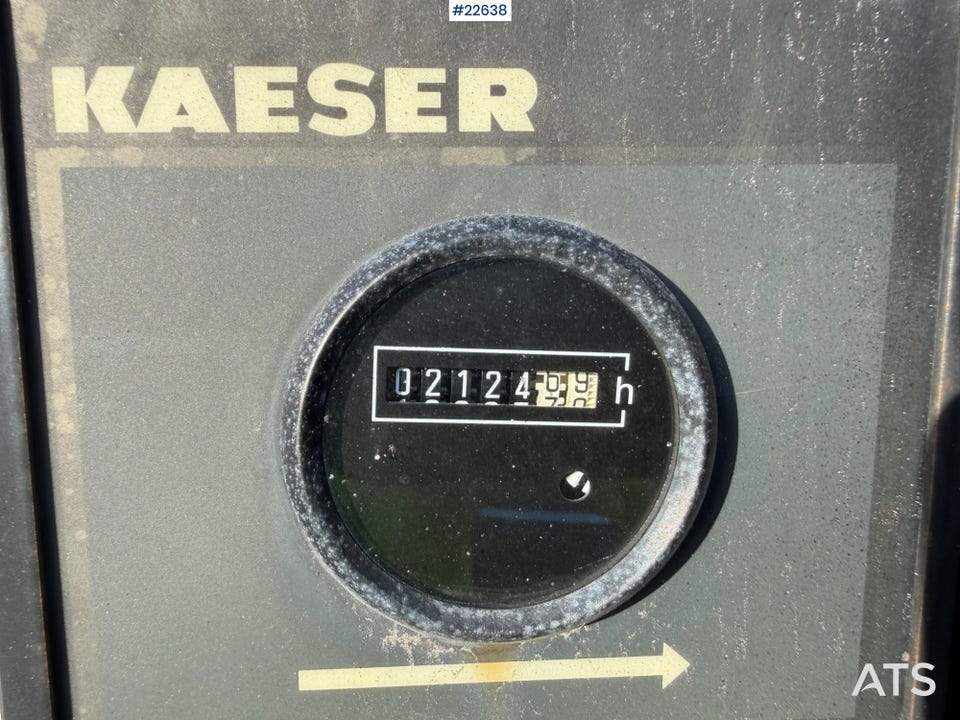 #22638
KAESER
02124 h
ATS